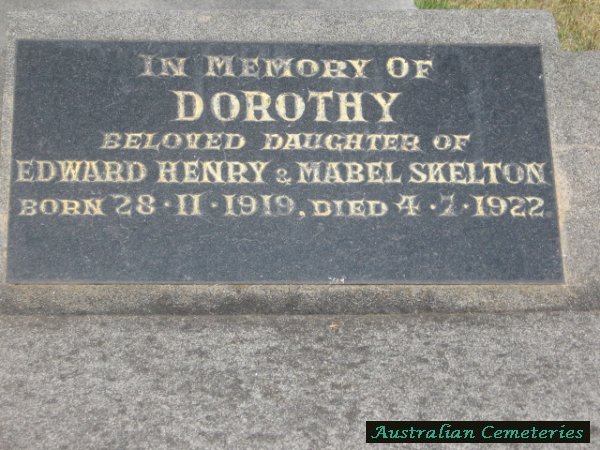 IN MEMORY OF
DOROTHY
BELOVED DAUGHTER OF
EDWARD HENRY & MABEL SKELTON
BORN 28·11·1919, DIED 4·7·1922
Australian Cemeteries